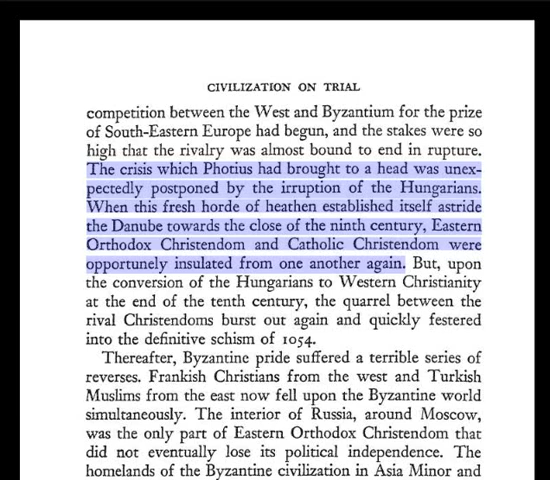 CIVILIZATION ON TRIAL
competition between the West and Byzantium for the prize
of South-Eastern Europe had begun, and the stakes were so
high that the rivalry was almost bound to end in rupture.
The crisis which Photius had brought to a head was unex-
pectedly postponed by the irruption of the Hungarians.
When this fresh horde of heathen established itself astride
the Danube towards the close of the ninth century, Eastern
Orthodox Christendom and Catholic Christendom were
opportunely insulated from one another again. But, upon
the conversion of the Hungarians to Western Christianity
at the end of the tenth century, the quarrel between the
rival Christendoms burst out again and quickly festered
into the definitive schism of 1054.
Thereafter, Byzantine pride suffered a terrible series of
reverses. Frankish Christians from the west and Turkish
Muslims from the east now fell upon the Byzantine world
simultaneously. The interior of Russia, around Moscow,
was the only part of Eastern Orthodox Christendom that
did not eventually lose its political independence. The
homelands of the Byzantine civilization in Asia Minor and